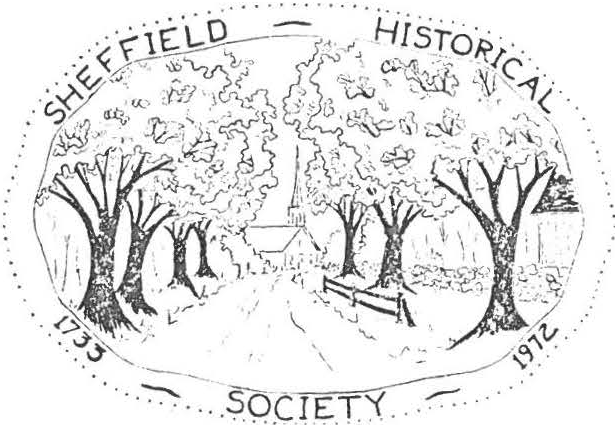 SHEFFIELD — HISTORICAL
1733
1972
— SOCIETY —